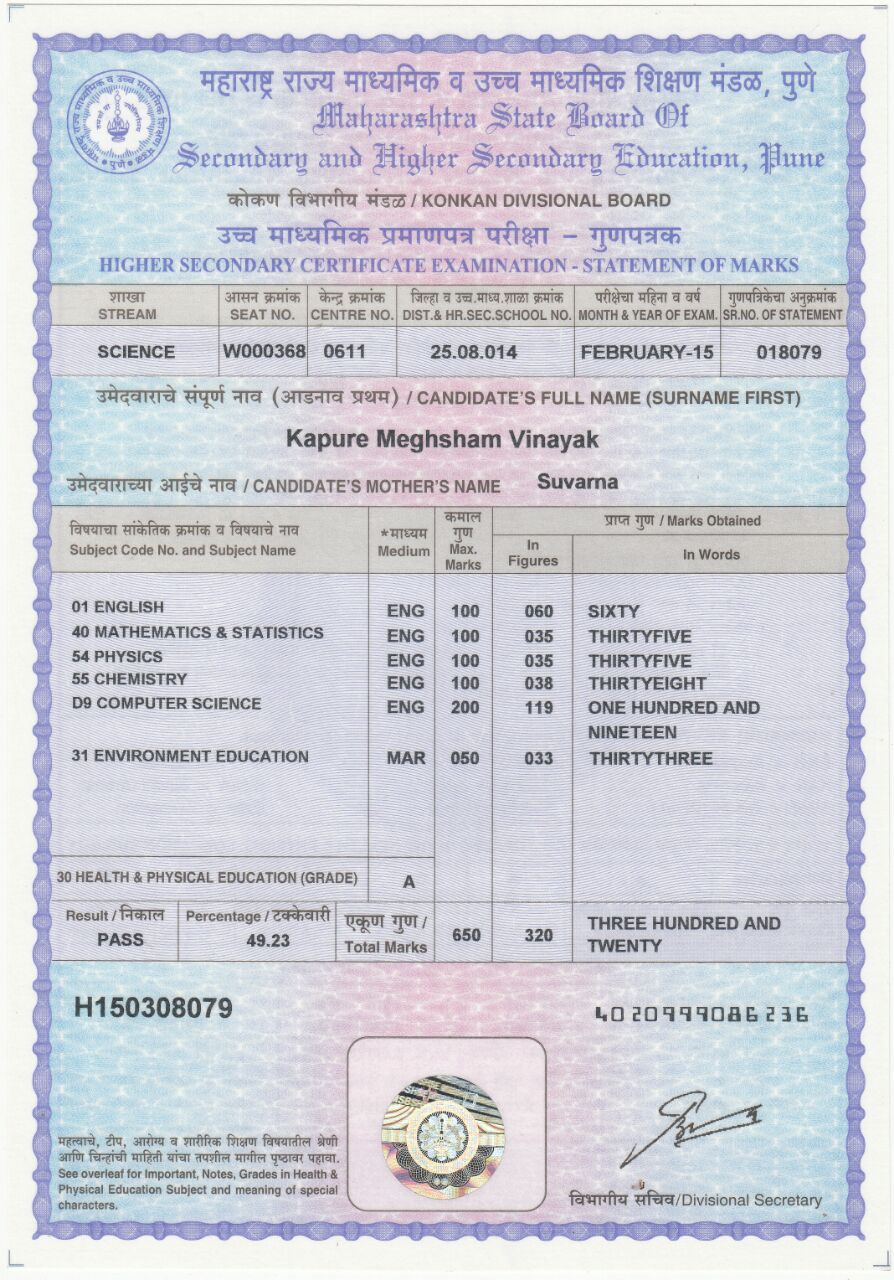 महाराष्ट्र राज्य माध्यमिक व उच्च माध्यमिक शिक्षण मंडळ, पुणे
Maharashtra State Board Of
Secondary and Higher Secondary Education, Pune
कोकण विभागीय मंडळ / KONKAN DIVISIONAL BOARD
उच्च माध्यमिक प्रमाणपत्र परीक्षा – गुणपत्रक
HIGHER SECONDARY CERTIFICATE EXAMINATION - STATEMENT OF MARKS
शाखा आसन क्रमांक केन्द्र क्रमांक जिल्हा व उच्च.माध्य.शाळा क्रमांक परीक्षेचा महिना व वर्ष गुणपत्रिकेचा अनुक्रमांक
STREAM SEAT NO. CENTRE NO. DIST.& HR.SEC.SCHOOL NO. MONTH & YEAR OF EXAM. SR.NO. OF STATEMENT
SCIENCE W000368 0611 25.08.014 FEBRUARY-15 018079
उमेदवाराचे संपूर्ण नाव (आडनाव प्रथम) / CANDIDATE'S FULL NAME (SURNAME FIRST)
Kapure Meghsham Vinayak
उमेदवाराच्या आईचे नाव / CANDIDATE'S MOTHER'S NAME Suvarna
विषयाचा सांकेतिक क्रमांक व विषयाचे नाव
Subject Code No. and Subject Name
*माध्यम
Medium
कमाल
गुण
Max.
Marks
प्राप्त गुण / Marks Obtained
In
Figures
In Words
01 ENGLISH ENG 100 060 SIXTY
40 MATHEMATICS & STATISTICS ENG 100 035 THIRTYFIVE
54 PHYSICS ENG 100 035 THIRTYFIVE
55 CHEMISTRY ENG 100 038 THIRTYEIGHT
D9 COMPUTER SCIENCE ENG 200 119 ONE HUNDRED AND
NINETEEN
31 ENVIRONMENT EDUCATION MAR 050 033 THIRTYTHREE
30 HEALTH & PHYSICAL EDUCATION (GRADE) A
Result / निकाल
PASS
Percentage / टक्केवारी
49.23
एकूण गुण /
Total Marks
650 320
THREE HUNDRED AND
TWENTY
H150308079
4020999086236
महत्वाचे, टीप, आरोग्य व शारीरिक शिक्षण विषयातील श्रेणी
आणि चिन्हांची माहिती यांचा तपशील मागील पृष्ठावर पहावा.
See overleaf for Important, Notes, Grades in Health &
Physical Education Subject and meaning of special
characters.
विभागीय सचिव/Divisional Secretary